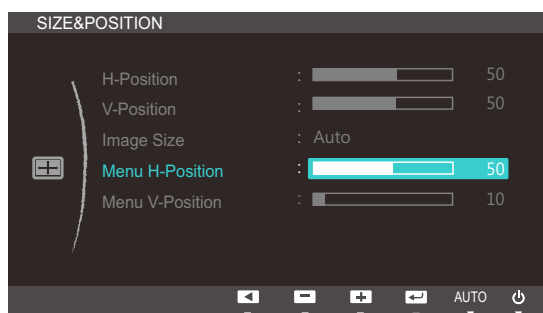 SIZE&POSITION
H-Position : 50
V-Position : 50
Image Size : Auto
Menu H-Position : 50
Menu V-Position : 10
AUTO